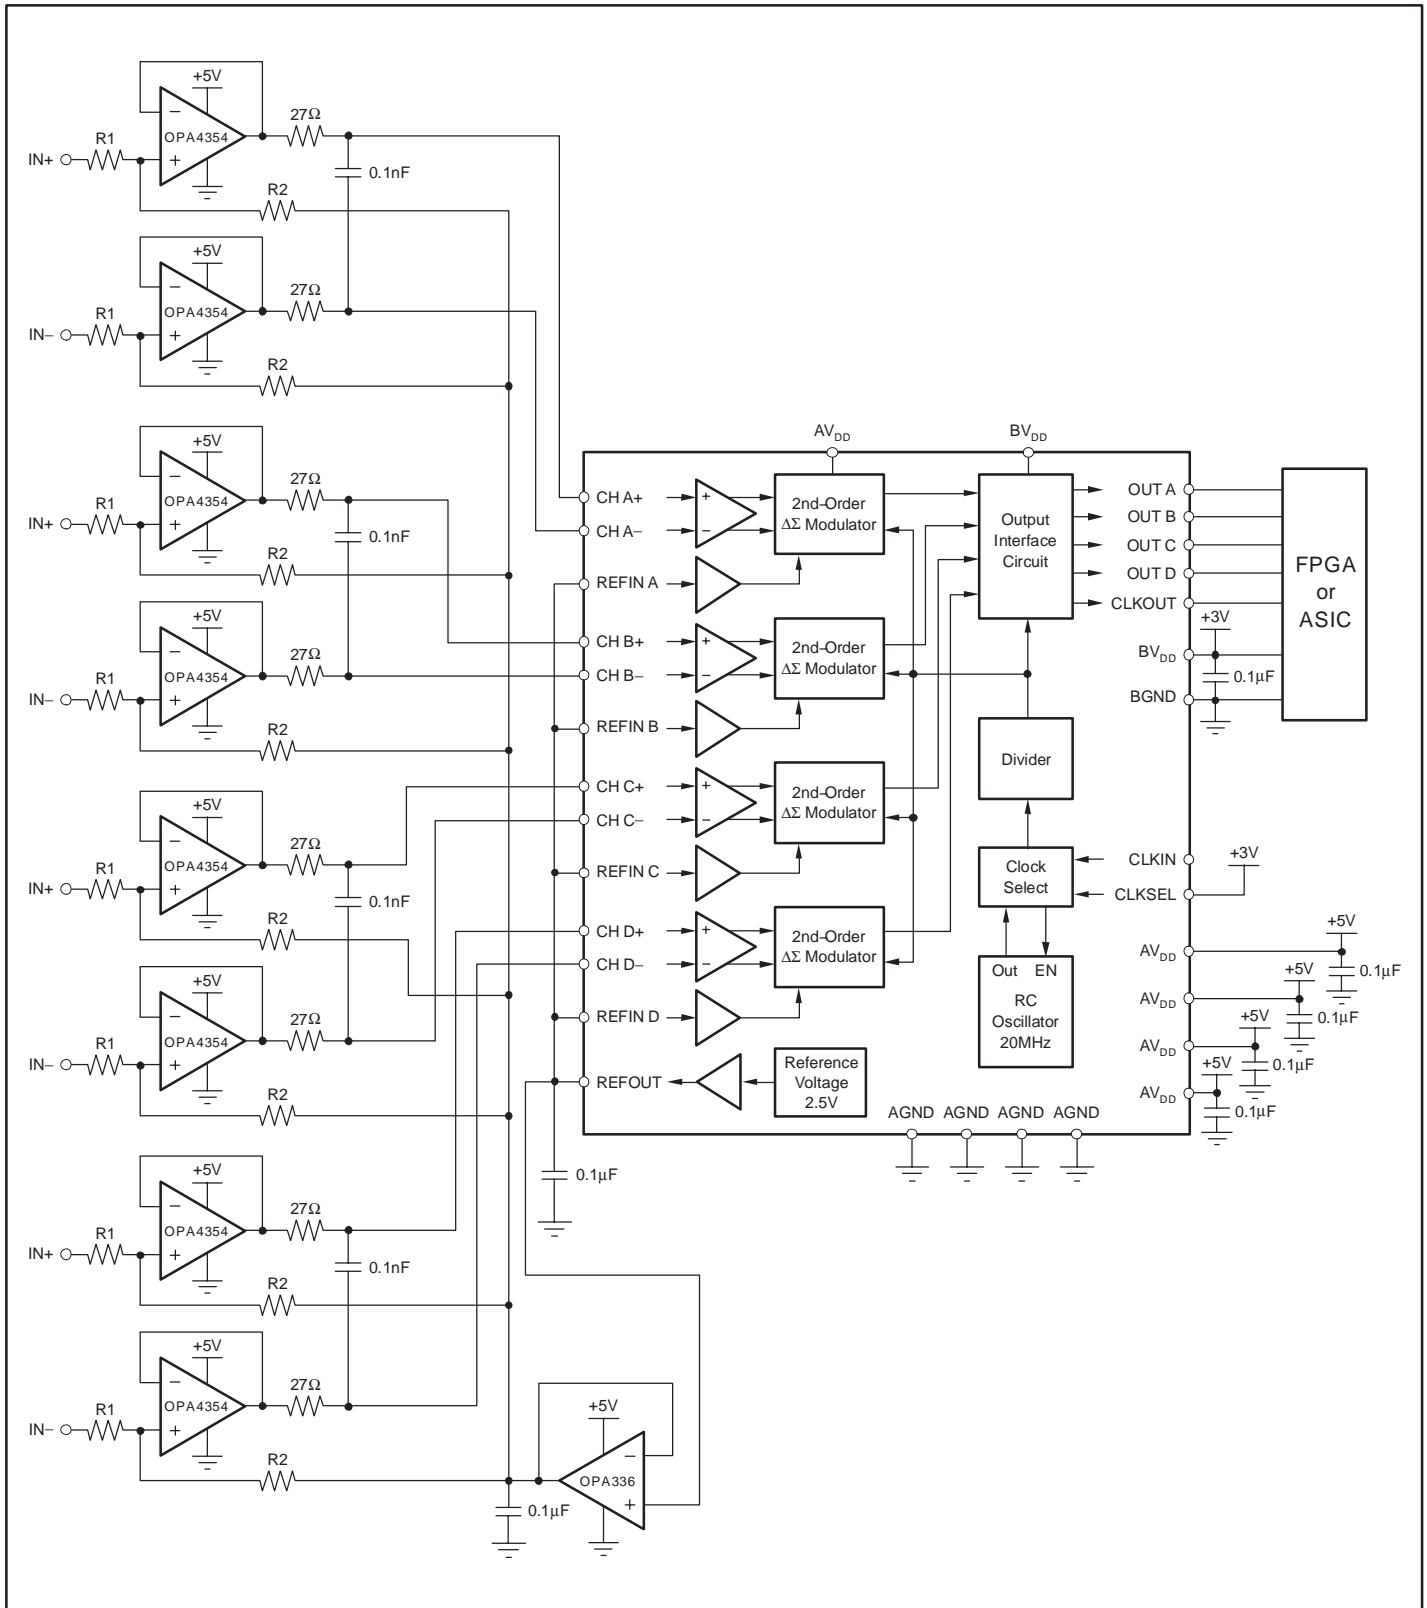 +5V
−
OPA4354
+
R1
IN+
27Ω
0.1nF
R2
+5V
−
OPA4354
+
R1
IN−
27Ω
R2
+5V
−
OPA4354
+
R1
IN+
27Ω
0.1nF
R2
+5V
−
OPA4354
+
R1
IN−
27Ω
R2
+5V
−
OPA4354
+
R1
IN+
27Ω
0.1nF
R2
+5V
−
OPA4354
+
R1
IN−
27Ω
R2
+5V
−
OPA4354
+
R1
IN+
27Ω
0.1nF
R2
+5V
−
OPA4354
+
R1
IN−
27Ω
R2
0.1µF
+5V
−
OPA336
+
0.1µF
AVDD
BVDD
CH A+
CH A−
REFIN A
CH B+
CH B−
REFIN B
CH C+
CH C−
REFIN C
CH D+
CH D−
REFIN D
REFOUT
+
−
2nd−Order
ΔΣ Modulator
+
−
2nd−Order
ΔΣ Modulator
+
−
2nd−Order
ΔΣ Modulator
+
−
2nd−Order
ΔΣ Modulator
Reference
Voltage
2.5V
Output
Interface
Circuit
Divider
Clock
Select
Out EN
RC
Oscillator
20MHz
OUT A
OUT B
OUT C
OUT D
CLKOUT
BVDD
BGND
CLKIN
CLKSEL
AVDD
AVDD
AVDD
AVDD
AGND AGND AGND AGND
+3V
0.1µF
FPGA
or
ASIC
+3V
+5V
0.1µF
+5V
0.1µF
+5V
0.1µF
+5V
0.1µF